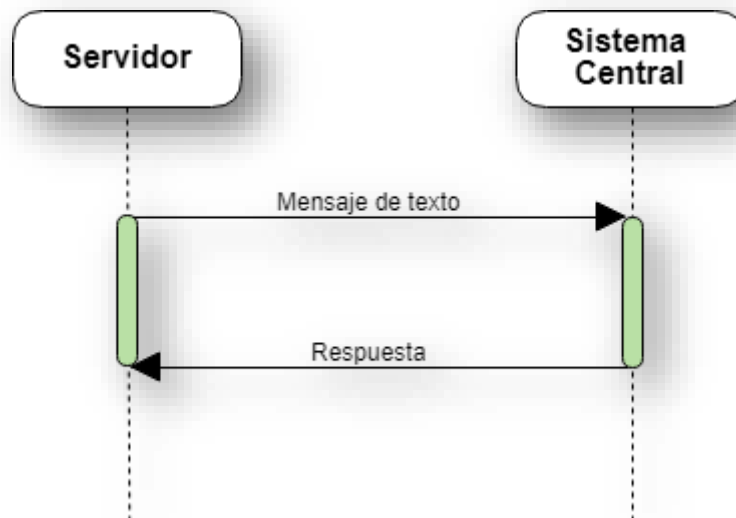 Servidor
Sistema
Central
Mensaje de texto
Respuesta